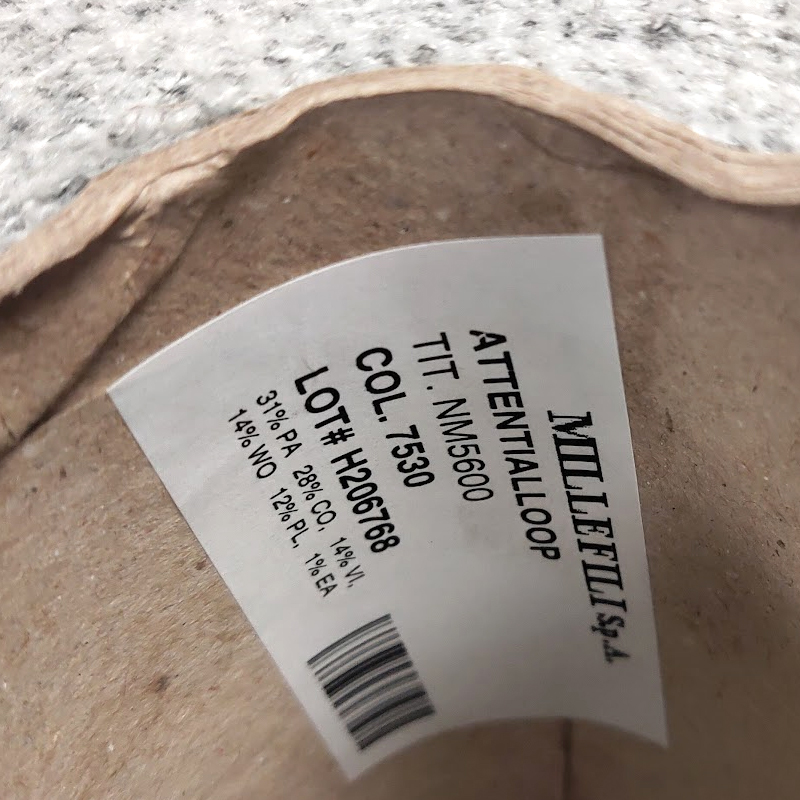 MILLEFILI S.p.A.
ATTENTIALLOOP
TIT. NM5600
COL. 7530
LOT# H206768
31% PA 28% CO, 14% VI,
14% WO 12% PL, 1% EA